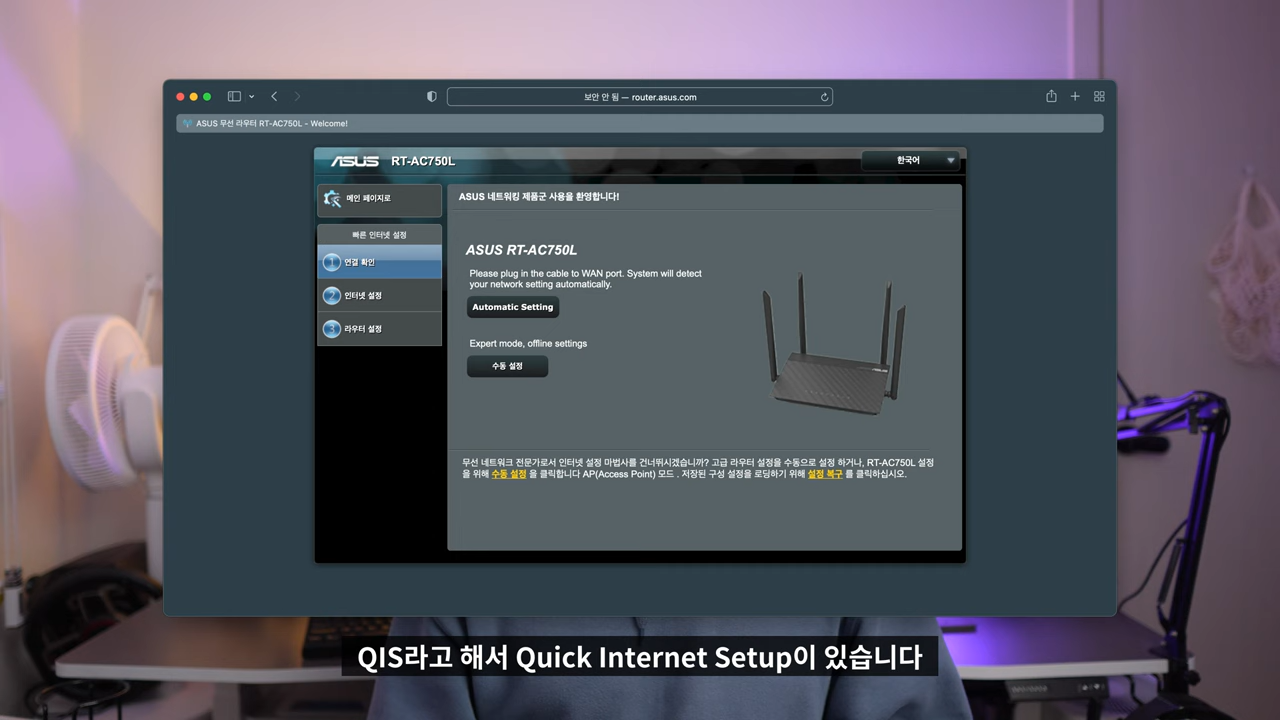 보안 안 됨 — router.asus.com
ASUS 무선 라우터 RT-AC750L - Welcome!
ASUS RT-AC750L
한국어
메인 페이지로
빠른 인터넷 설정
1 연결 확인
2 인터넷 설정
3 라우터 설정
ASUS 네트워킹 제품군 사용을 환영합니다!
ASUS RT-AC750L
Please plug in the cable to WAN port. System will detect
your network setting automatically.
Automatic Setting
Expert mode, offline settings
수동 설정
무선 네트워크 전문가로서 인터넷 설정 마법사를 건너뛰시겠습니까? 고급 라우터 설정을 수동으로 설정 하거나, RT-AC750L 설정
을 위해 수동 설정 을 클릭합니다 AP(Access Point) 모드 . 저장된 구성 설정을 로딩하기 위해 설정 복구 를 클릭하십시오.
QIS라고 해서 Quick Internet Setup이 있습니다